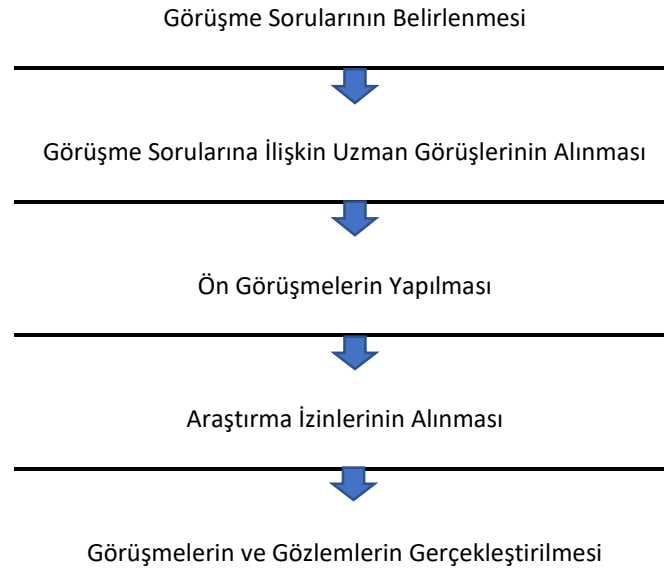 Görüşme Sorularının Belirlenmesi
Görüşme Sorularına İlişkin Uzman Görüşlerinin Alınması
Ön Görüşmelerin Yapılması
Araştırma İzinlerinin Alınması
Görüşmelerin ve Gözlemlerin Gerçekleştirilmesi